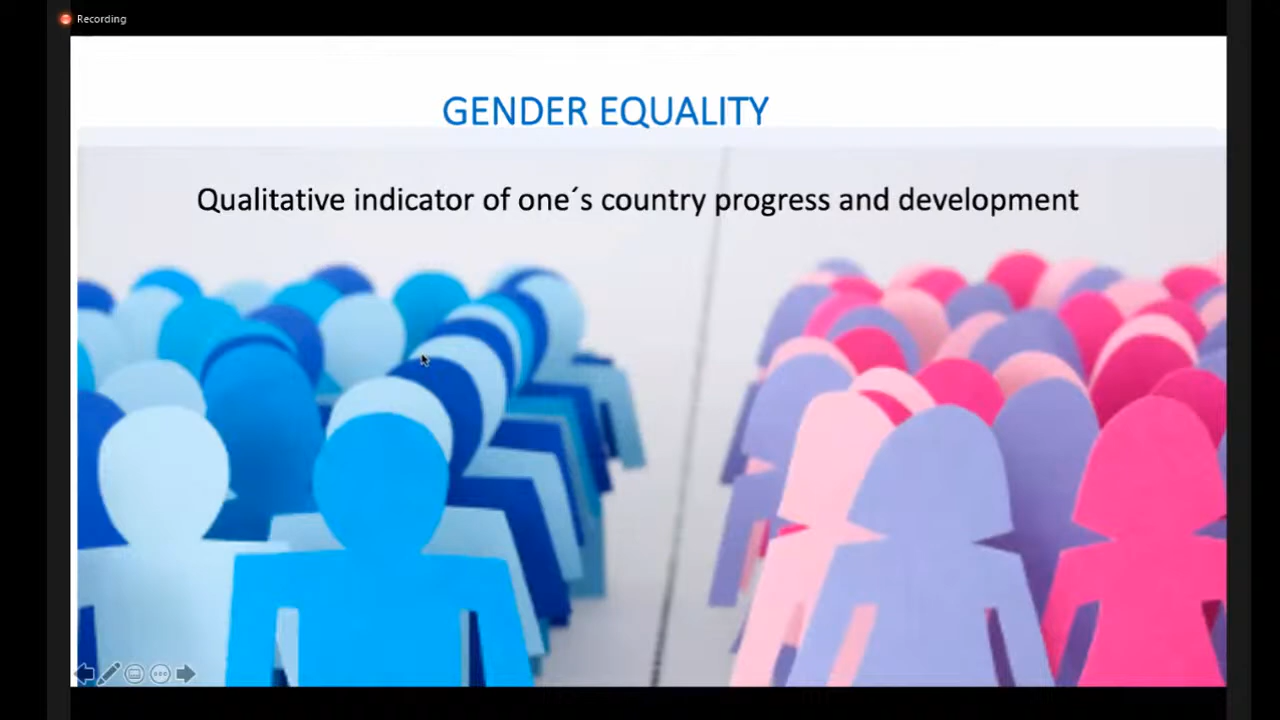 Recording
GENDER EQUALITY
Qualitative indicator of one´s country progress and development